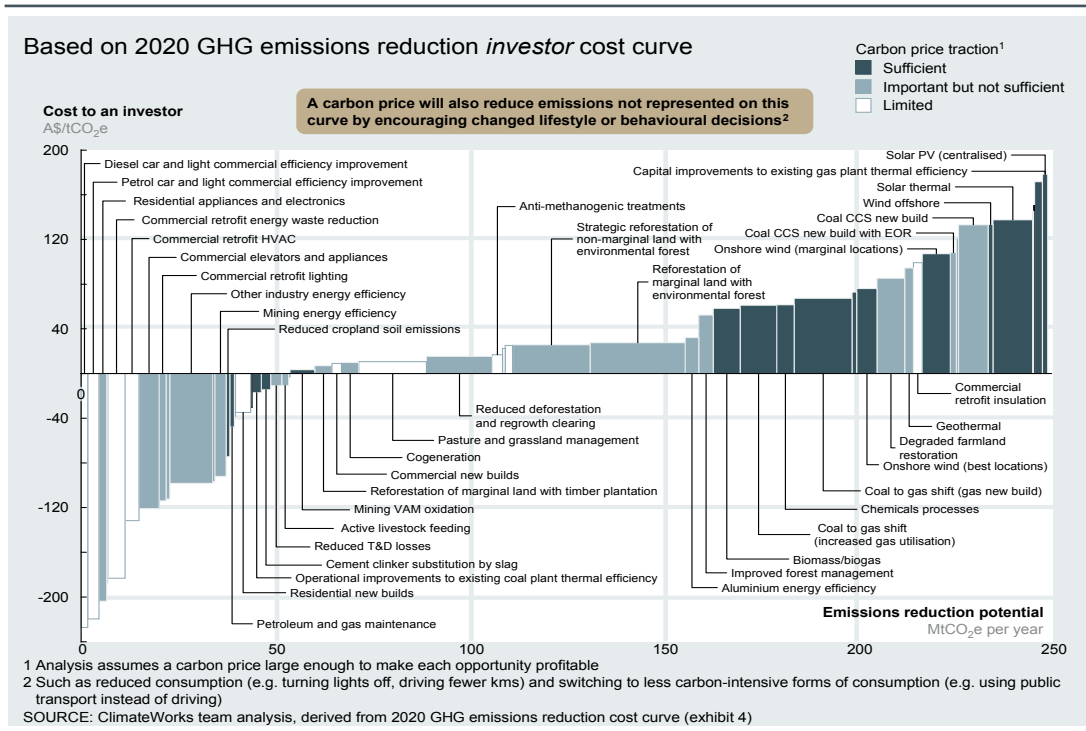 Based on 2020 GHG emissions reduction investor cost curve
Carbon price traction¹
Sufficient
Important but not sufficient
Limited
Cost to an investor
A$/tCO₂e
A carbon price will also reduce emissions not represented on this
curve by encouraging changed lifestyle or behavioural decisions²
200
120
40
0
-40
-120
-200
Diesel car and light commercial efficiency improvement
Petrol car and light commercial efficiency improvement
Residential appliances and electronics
Commercial retrofit energy waste reduction
Commercial retrofit HVAC
Commercial elevators and appliances
Commercial retrofit lighting
Other industry energy efficiency
Mining energy efficiency
Reduced cropland soil emissions
Anti-methanogenic treatments
Strategic reforestation of
non-marginal land with
environmental forest
Reforestation of
marginal land with
environmental forest
Solar PV (centralised)
Capital improvements to existing gas plant thermal efficiency
Solar thermal
Wind offshore
Coal CCS new build
Coal CCS new build with EOR
Onshore wind (marginal locations)
Reduced deforestation
and regrowth clearing
Pasture and grassland management
Cogeneration
Commercial new builds
Reforestation of marginal land with timber plantation
Mining VAM oxidation
Active livestock feeding
Reduced T&D losses
Cement clinker substitution by slag
Operational improvements to existing coal plant thermal efficiency
Residential new builds
Petroleum and gas maintenance
Commercial
retrofit insulation
Geothermal
Degraded farmland
restoration
Onshore wind (best locations)
Coal to gas shift (gas new build)
Chemicals processes
Coal to gas shift
(increased gas utilisation)
Biomass/biogas
Improved forest management
Aluminium energy efficiency
Emissions reduction potential
MtCO₂e per year
0 50 100 150 200 250
1 Analysis assumes a carbon price large enough to make each opportunity profitable
2 Such as reduced consumption (e.g. turning lights off, driving fewer kms) and switching to less carbon-intensive forms of consumption (e.g. using public
transport instead of driving)
SOURCE: ClimateWorks team analysis, derived from 2020 GHG emissions reduction cost curve (exhibit 4)